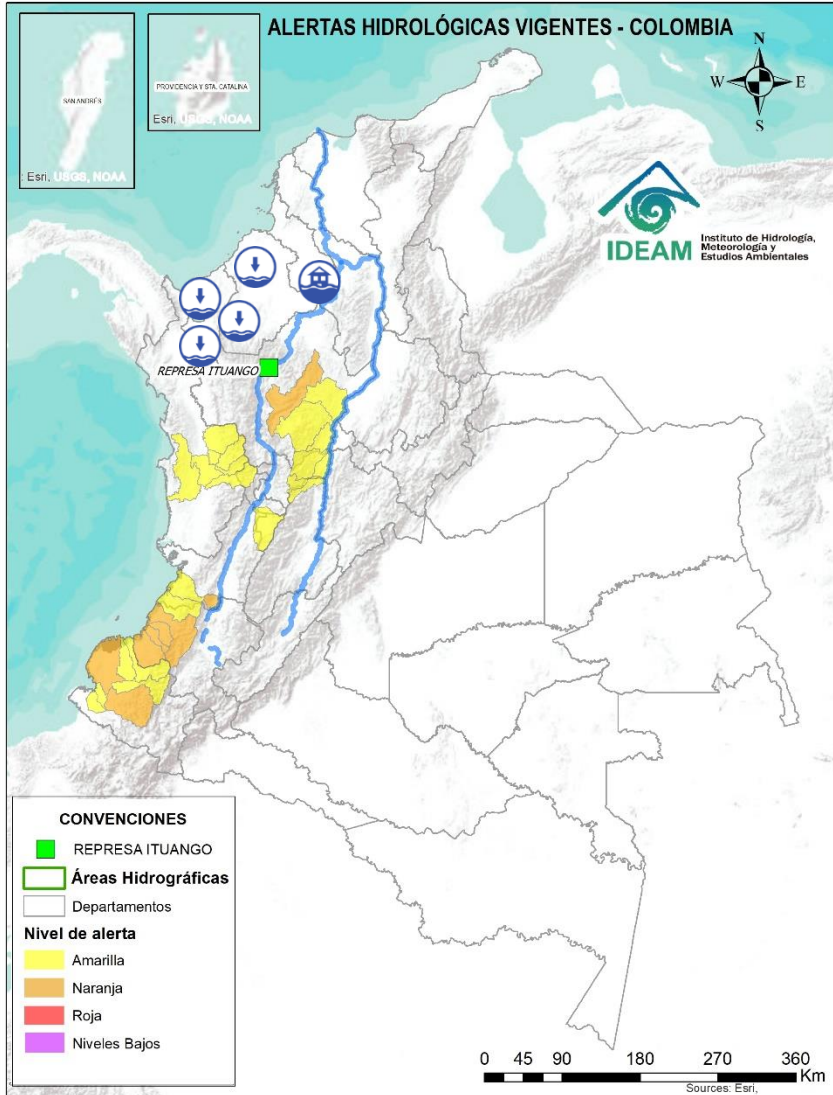 ALERTAS HIDROLÓGICAS VIGENTES - COLOMBIA
SAN ANDRÉS
Esri, USGS, NOAA
PROVIDENCIA Y STA. CATALINA
Esri, USGS, NOAA
N
W E
S
IDEAM
Instituto de Hidrología,
Meteorología y
Estudios Ambientales
REPRESA ITUANGO
CONVENCIONES
REPRESA ITUANGO
Áreas Hidrográficas
Departamentos
Nivel de alerta
Amarilla
Naranja
Roja
Niveles Bajos
0 45 90 180 270 360
Km
Sources: Esri,